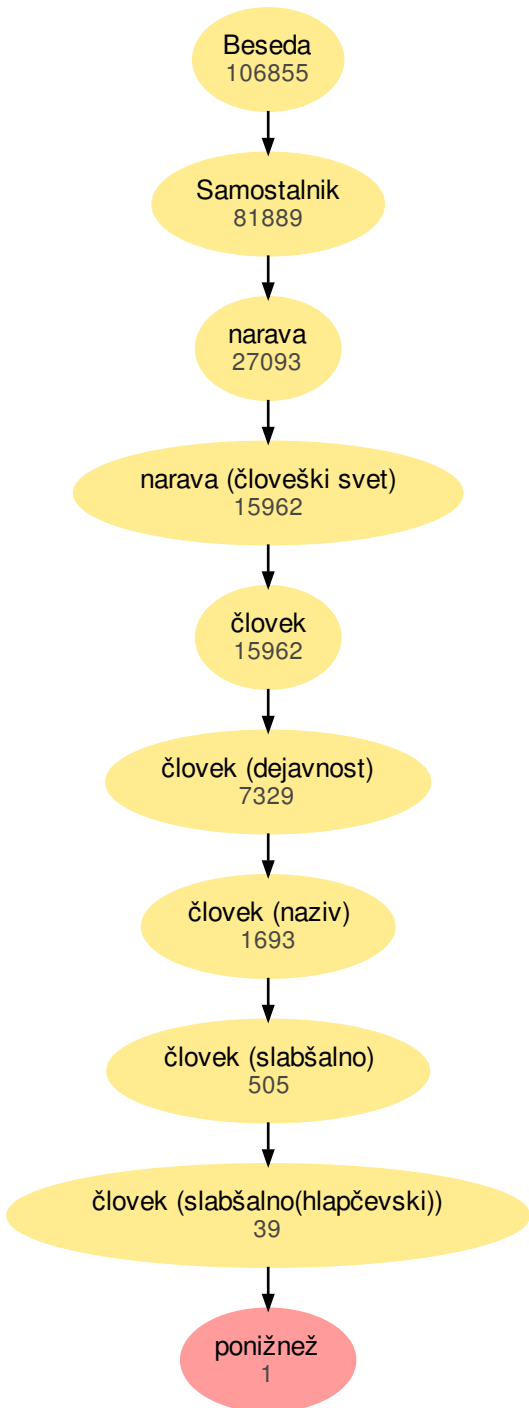 Beseda
106855
Samostalnik
81889
narava
27093
narava (človeški svet)
15962
človek
15962
človek (dejavnost)
7329
človek (naziv)
1693
človek (slabšalno)
505
človek (slabšalno(hlapčevski))
39
ponižnež
1